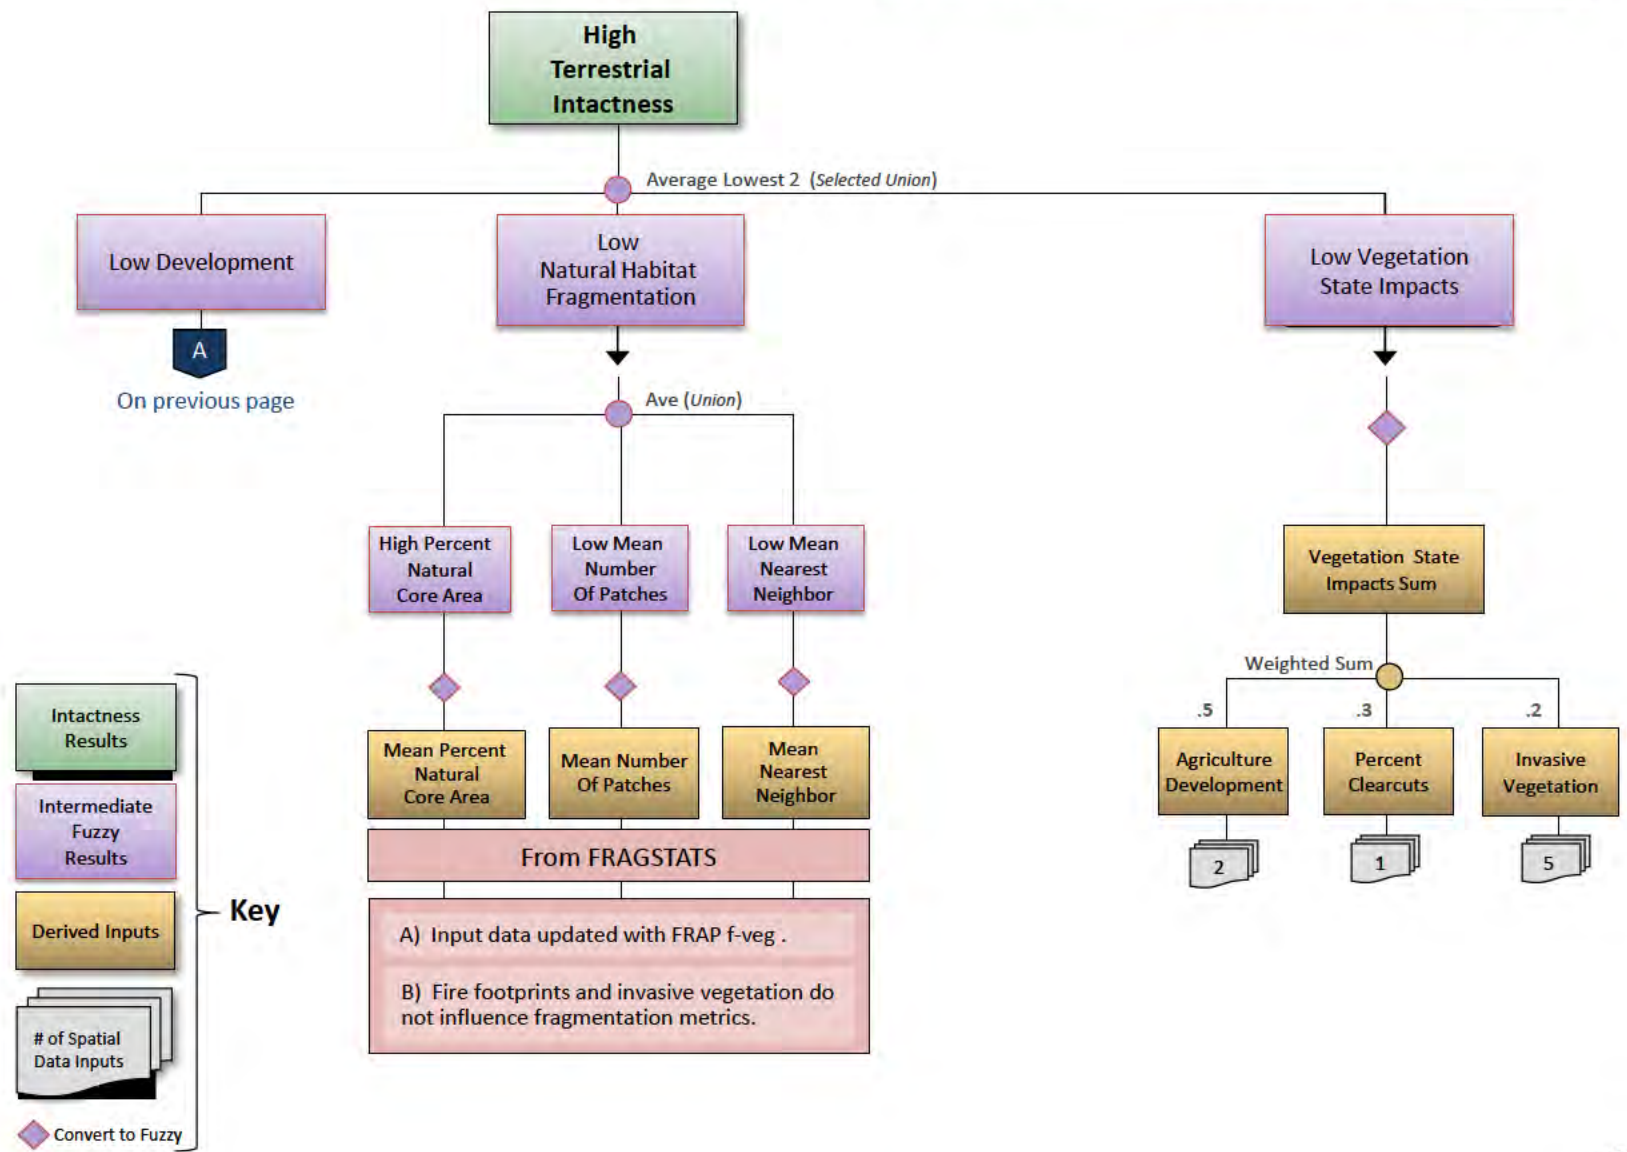 High
Terrestrial
Intactness
Average Lowest 2 (Selected Union)
Low Development
Low
Natural Habitat
Fragmentation
Low Vegetation
State Impacts
A
On previous page
Ave (Union)
High Percent
Natural
Core Area
Low Mean
Number
Of Patches
Low Mean
Nearest
Neighbor
Vegetation State
Impacts Sum
Weighted Sum
.5
.3
.2
Mean Percent
Natural
Core Area
Mean Number
Of Patches
Mean
Nearest
Neighbor
Agriculture
Development
Percent
Clearcuts
Invasive
Vegetation
2
1
5
From FRAGSTATS
A) Input data updated with FRAP f-veg .
B) Fire footprints and invasive vegetation do
not influence fragmentation metrics.
Intactness
Results
Intermediate
Fuzzy
Results
Derived Inputs
# of Spatial
Data Inputs
Convert to Fuzzy
Key